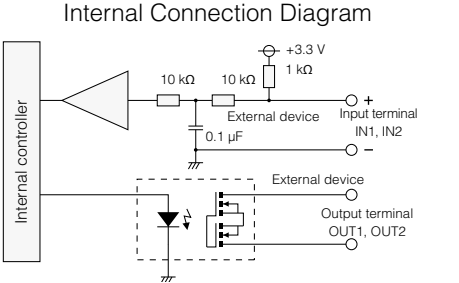 Internal Connection Diagram
+3.3 V
10 kΩ
10 kΩ
1 kΩ
External device
+
Input terminal
IN1, IN2
0.1 µF
−
Internal controller
External device
Output terminal
OUT1, OUT2